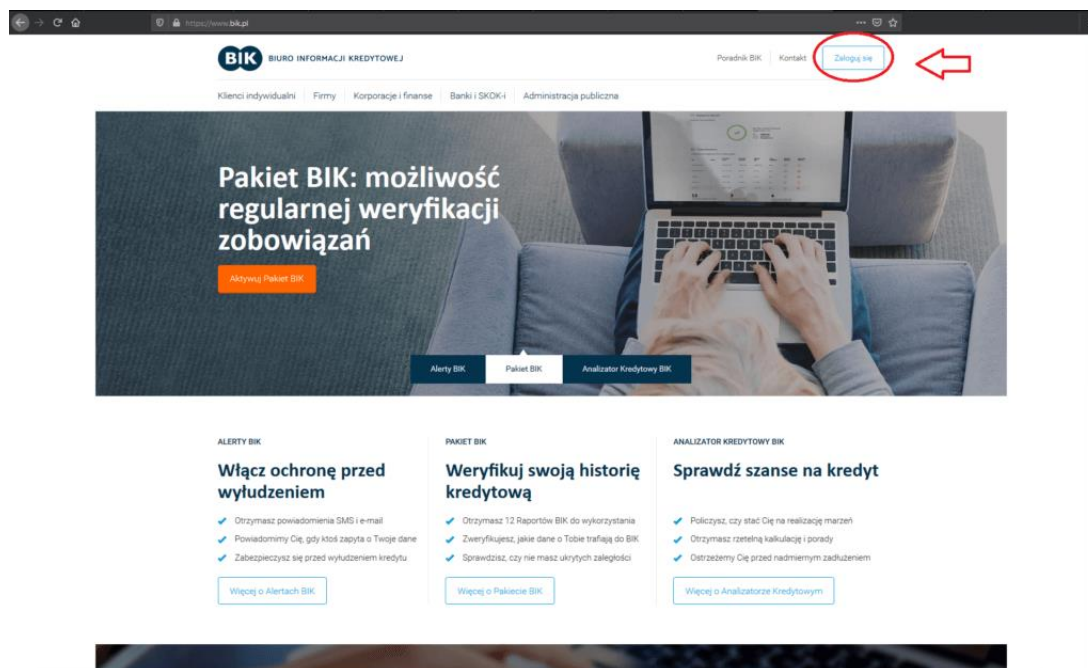 https://www.bik.pl
BIK BIURO INFORMACJI KREDYTOWEJ
Poradnik BIK Kontakt Zaloguj się
Klienci indywidualni Firmy Korporacje i finanse Banki i SKOK-i Administracja publiczna
Pakiet BIK: możliwość
regularnej weryfikacji
zobowiązań
Aktywuj Pakiet BIK
Alerty BIK Pakiet BIK Analizator Kredytowy BIK
ALERTY BIK
Włącz ochronę przed
wyłudzeniem
Otrzymasz powiadomienia SMS i e-mail
Powiadomimy Cię, gdy ktoś zapyta o Twoje dane
Zabezpieczysz się przed wyłudzeniem kredytu
Więcej o Alertach BIK
PAKIET BIK
Weryfikuj swoją historię
kredytową
Otrzymasz 12 Raportów BIK do wykorzystania
Zweryfikujesz, jakie dane o Tobie trafiają do BIK
Sprawdzisz, czy nie masz ukrytych zaległości
Więcej o Pakiecie BIK
ANALIZATOR KREDYTOWY BIK
Sprawdź szanse na kredyt
Policzysz, czy stać Cię na realizację marzeń
Otrzymasz rzetelną kalkulację i porady
Ostrzeżemy Cię przed nadmiernym zadłużeniem
Więcej o Analizatorze Kredytowym